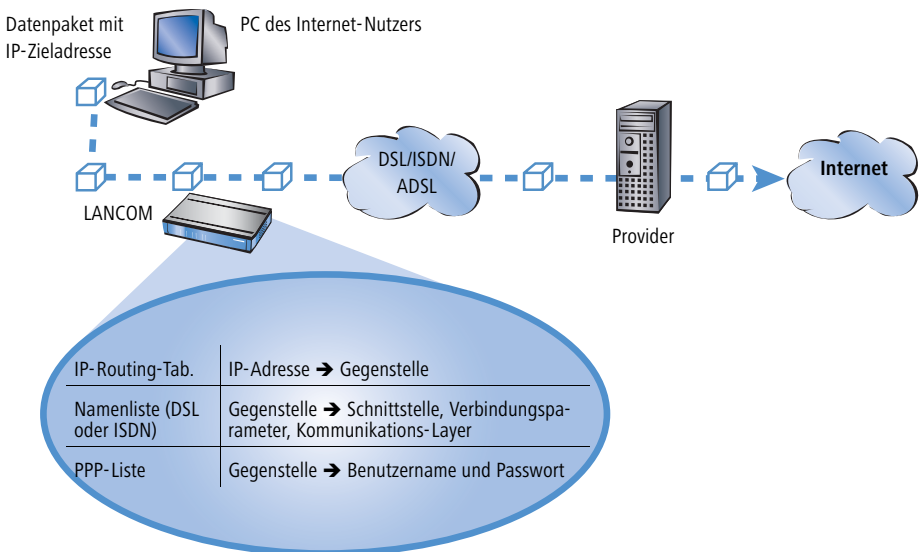 Datenpaket mit
IP-Zieladresse
PC des Internet-Nutzers
DSL/ISDN/
ADSL
Internet
LANCOM
Provider
IP-Routing-Tab.
IP-Adresse ➔ Gegenstelle
Namenliste (DSL
oder ISDN)
Gegenstelle ➔ Schnittstelle, Verbindungspa-
rameter, Kommunikations-Layer
PPP-Liste
Gegenstelle ➔ Benutzername und Passwort